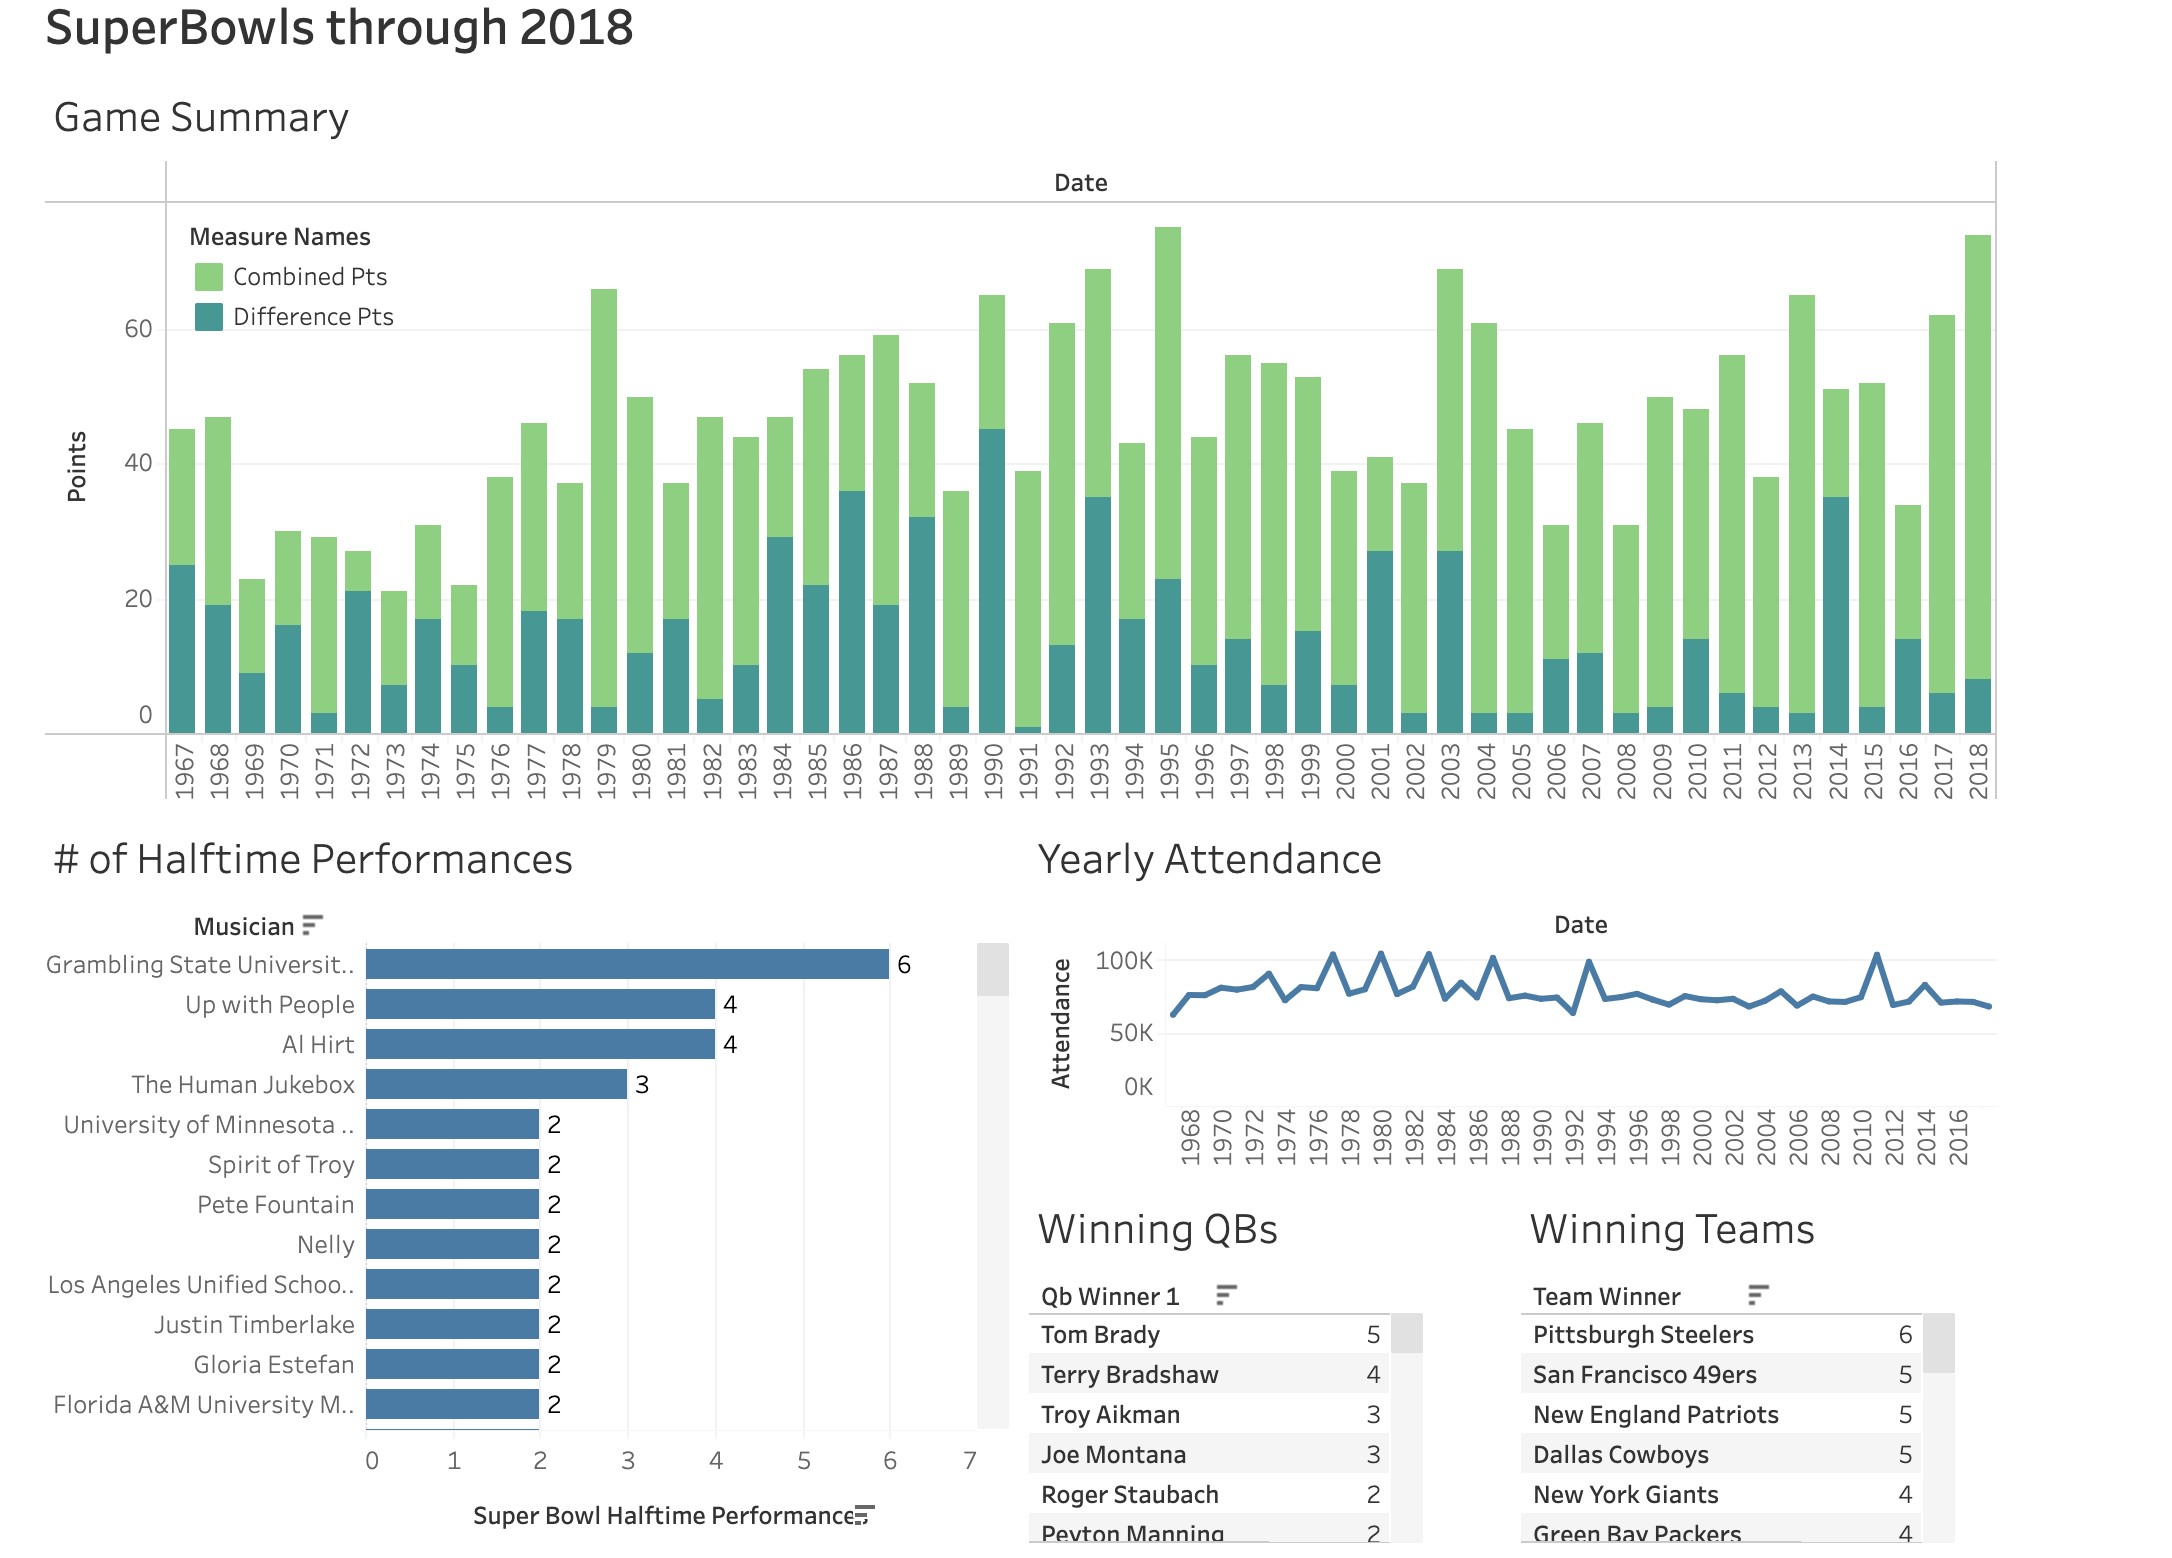 SuperBowls through 2018
Game Summary
Date
Measure Names
Combined Pts
Difference Pts
Points
60
40
20
0
1967 1968 1969 1970 1971 1972 1973 1974 1975 1976 1977 1978 1979 1980 1981 1982 1983 1984 1985 1986 1987 1988 1989 1990 1991 1992 1993 1994 1995 1996 1997 1998 1999 2000 2001 2002 2003 2004 2005 2006 2007 2008 2009 2010 2011 2012 2013 2014 2015 2016 2017 2018
# of Halftime Performances
Musician
Grambling State Universit.. 6
Up with People 4
Al Hirt 4
The Human Jukebox 3
University of Minnesota .. 2
Spirit of Troy 2
Pete Fountain 2
Nelly 2
Los Angeles Unified Schoo.. 2
Justin Timberlake 2
Gloria Estefan 2
Florida A&M University M.. 2
0 1 2 3 4 5 6 7
Super Bowl Halftime Performances
Yearly Attendance
Date
Attendance
100K
50K
0K
1968 1970 1972 1974 1976 1978 1980 1982 1984 1986 1988 1990 1992 1994 1996 1998 2000 2002 2004 2006 2008 2010 2012 2014 2016
Winning QBs
Qb Winner 1
Tom Brady 5
Terry Bradshaw 4
Troy Aikman 3
Joe Montana 3
Roger Staubach 2
Peyton Manning 2
Winning Teams
Team Winner
Pittsburgh Steelers 6
San Francisco 49ers 5
New England Patriots 5
Dallas Cowboys 5
New York Giants 4
Green Bay Packers 4